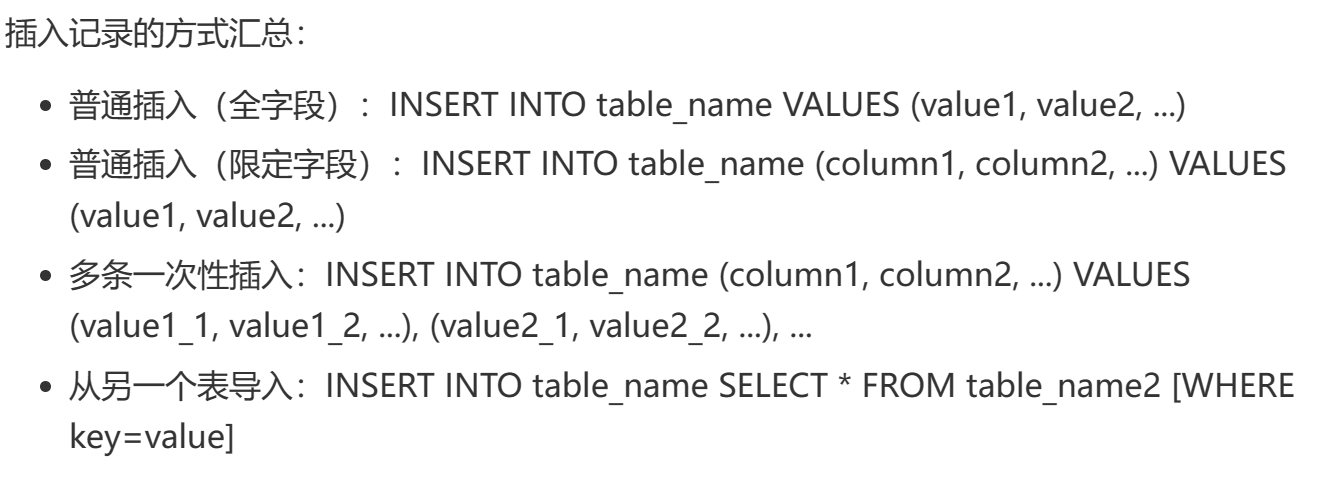 插入记录的方式汇总：
• 普通插入（全字段）：INSERT INTO table_name VALUES (value1, value2, ...)
• 普通插入（限定字段）：INSERT INTO table_name (column1, column2, ...) VALUES
(value1, value2, ...)
• 多条一次性插入：INSERT INTO table_name (column1, column2, ...) VALUES
(value1_1, value1_2, ...), (value2_1, value2_2, ...), ...
• 从另一个表导入：INSERT INTO table_name SELECT * FROM table_name2 [WHERE
key=value]